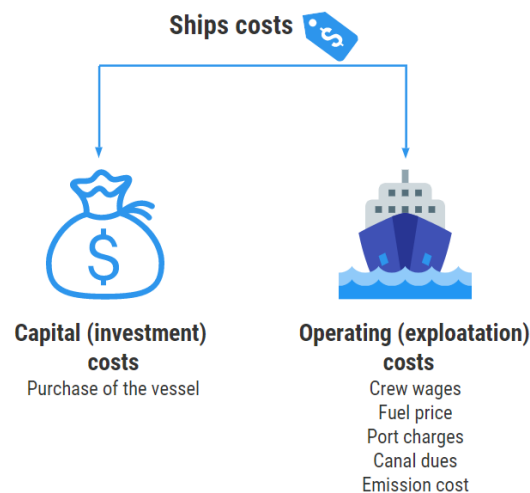 Ships costs
$
$
Capital (investment)
costs
Purchase of the vessel
Operating (exploatation)
costs
Crew wages
Fuel price
Port charges
Canal dues
Emission cost